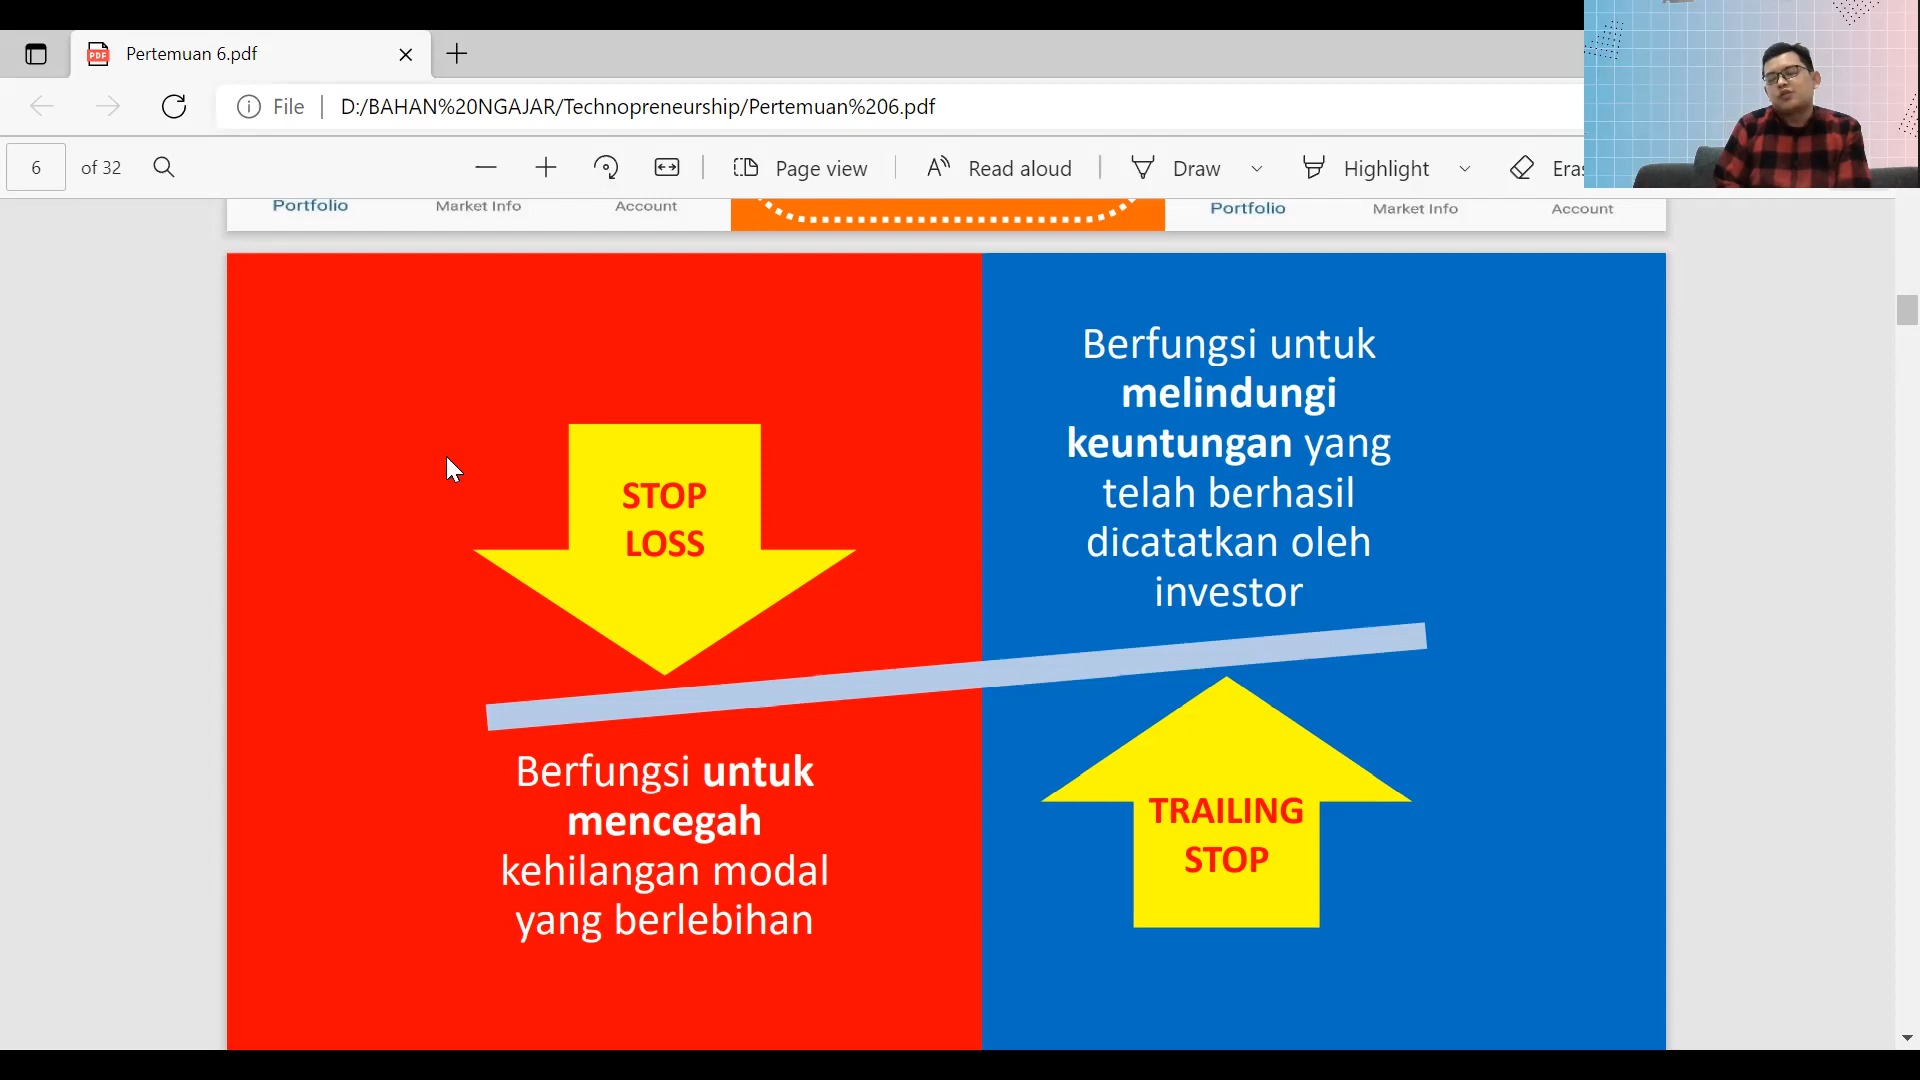 Pertemuan 6.pdf
File
D:/BAHAN%20NGAJAR/Technopreneurship/Pertemuan%206.pdf
6 of 32
Page view
Read aloud
Draw
Highlight
Portfolio
Market Info
Account
Portfolio
Market Info
Account
STOP
LOSS
Berfungsi untuk
mencegah
kehilangan modal
yang berlebihan
Berfungsi untuk
melindungi
keuntungan yang
telah berhasil
dicatatkan oleh
investor
TRAILING
STOP